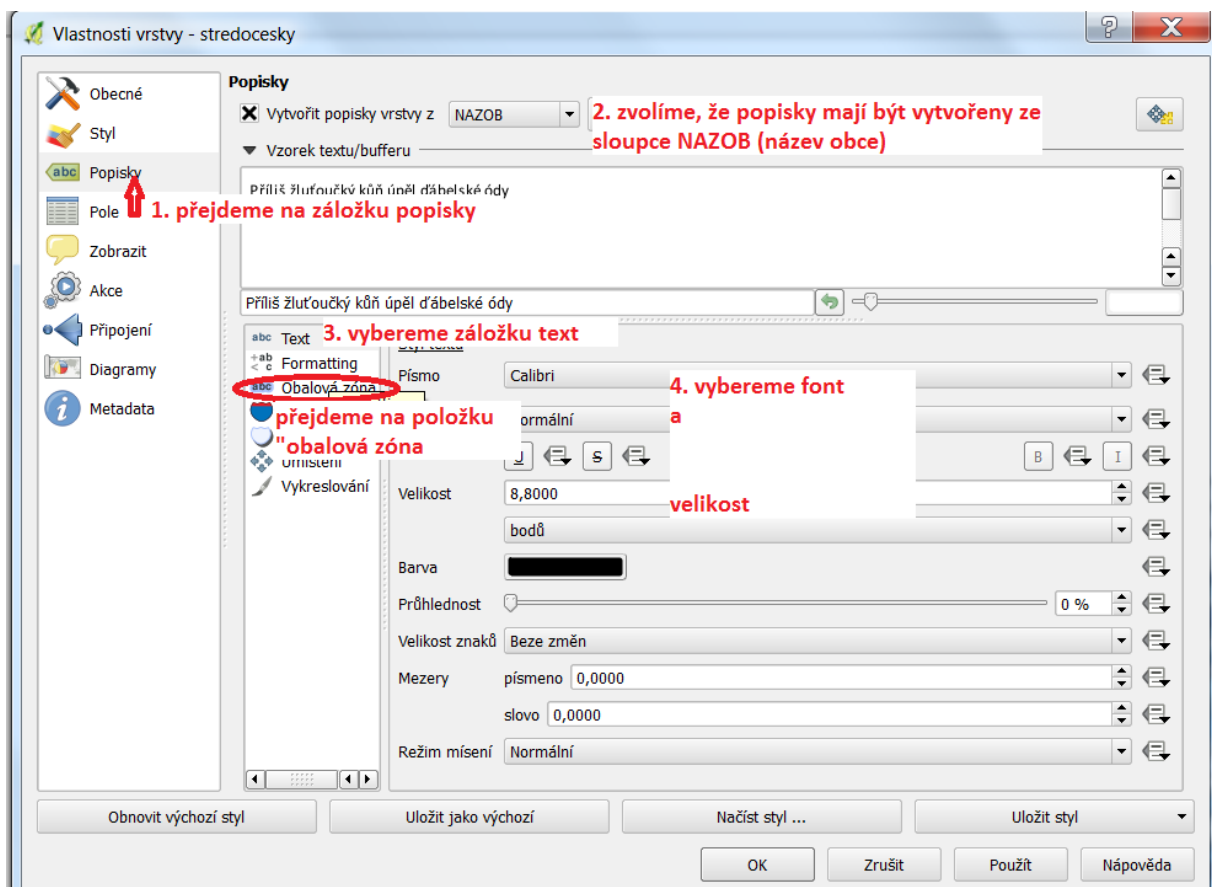 Vlastnosti vrstvy - stredocesky
Obecné
Styl
Popisky
Pole
Zobrazit
Akce
Připojení
Diagramy
Metadata
Popisky
Vytvořit popisky vrstvy z NAZOB
2. zvolíme, že popisky mají být vytvořeny ze
sloupce NAZOB (název obce)
Vzorek textu/bufferu
Příliš žluťoučký kůň úpěl ďábelské ódy
1. přejdeme na záložku popisky
Příliš žluťoučký kůň úpěl ďábelské ódy
abc Text
3. vybereme záložku text
+ab
< c Formatting
abc Obalová zóna
přejdeme na položku
"obalová zóna
Umístění
Vykreslování
Styl textu
Písmo Calibri
4. vybereme font
a
velikost
U S B I
Velikost 8,8000
bodů
Barva
Průhlednost 0 %
Velikost znaků Beze změn
Mezery písmeno 0,0000
slovo 0,0000
Režim mísení Normální
Obnovit výchozí styl Uložit jako výchozí Načíst styl ... Uložit styl
OK Zrušit Použít Nápověda